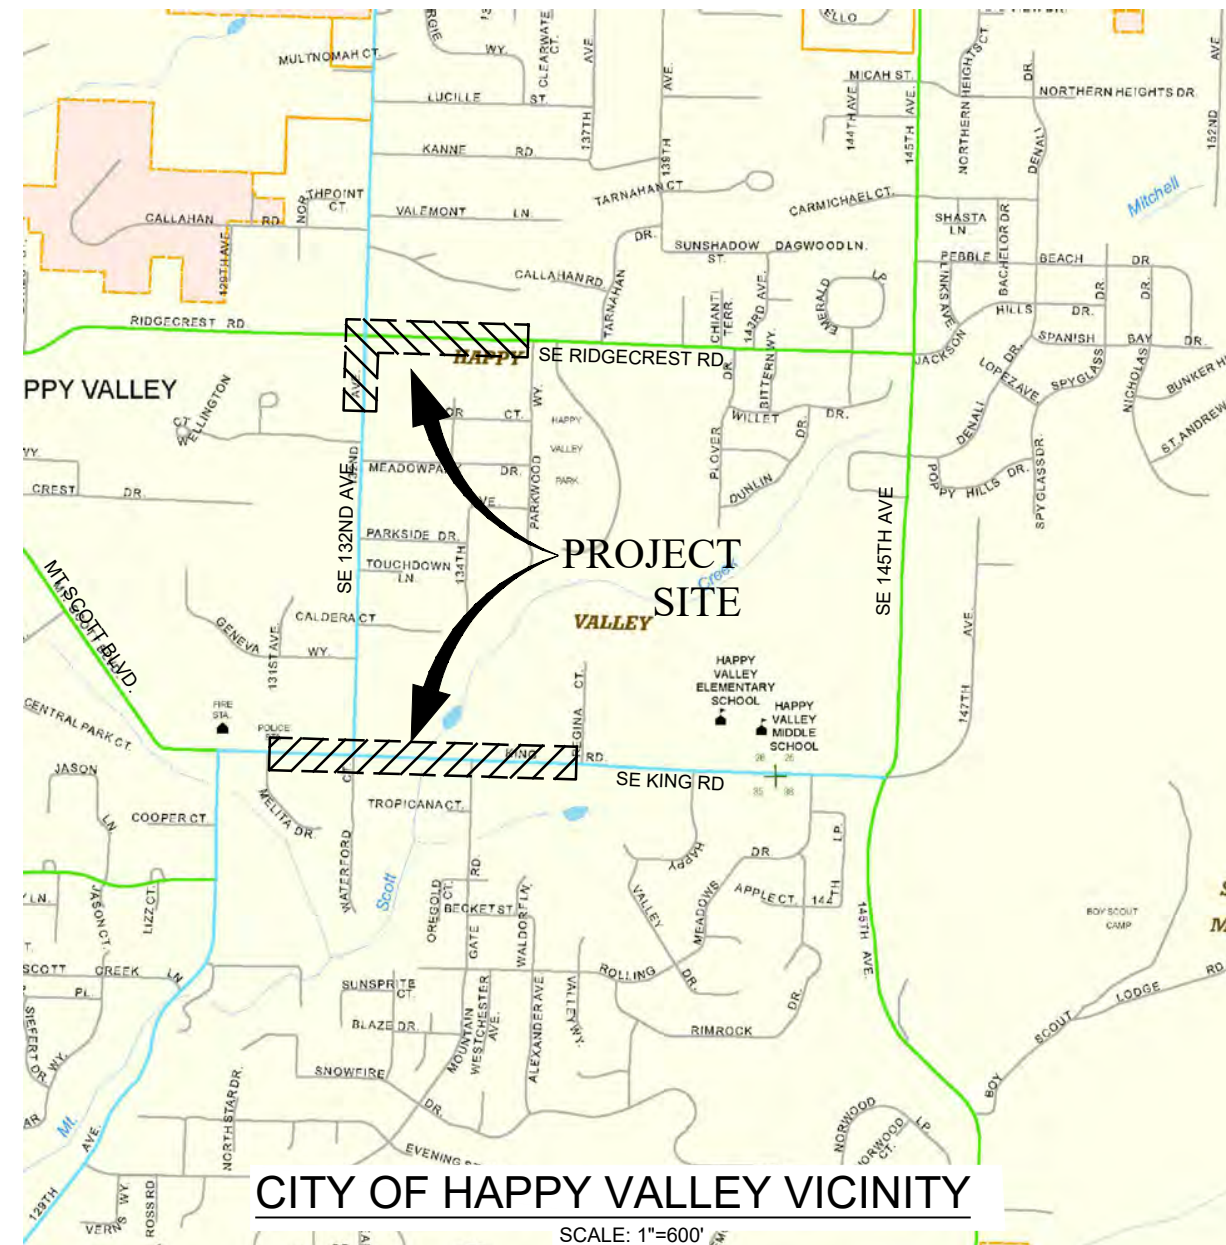 MULTNOMAH CT.
WY.
CLEARWATER
CT.
AVE.
137TH
AVE.
139TH
MICAH ST.
144TH AVE.
AVE.
145TH
NORTHERN HEIGHTS CT
DR.
DENALI
NORTHERN HEIGHTS DR.
AVE.
152ND
LUCILLE ST.
KANNE RD.
TARNAHAN CT
CARMICHAEL CT.
Mitchell
THPOINT
CT.
NOR
CALLAHAN RD.
129TH AVE.
VALEMONT LN.
DR.
TARNAHAN
SUNSHADOW
ST.
DAGWOOD LN.
SHASTA
LN.
BACHELOR DR
PEBBLE BEACH DR
LINKS AVE
CALLAHAN RD.
CHIANTI
TERR.
143RD AVE.
EMERALD
LP.
HILLS DR.
DR.
DR.
RIDGECREST RD.
HAPPY
SE RIDGECREST RD
JACKSON
SPANISH BAY DR.
LOPEZ AVE
SPYGLASS
NICHOLAS
BUNKER H
ST. ANDREW
PPY VALLEY
AVE.
WELLINGTON
CT.
CT.
WY.
PARKWOOD
HAPPY
VALLEY
PARK
DR.
BITTERN WY.
WILLET DR.
PLOVER
DUNLIN
DR.
DENALI
DR.
POPPY HILLS DR.
SPYGLASS DR.
WY.
CREST DR.
SE 132ND AVE
MEADOWPARK DR.
PARKSIDE DR.
TOUCHDOWN
LN.
134TH
PROJECT
SITE
Creek
SE 145TH AVE
MT SCOTT BLVD.
CALDERA CT
GENEVA WY.
131ST AVE.
VALLEY
147TH
AVE.
HAPPY
VALLEY
ELEMENTARY
SCHOOL
HAPPY
VALLEY
MIDDLE
SCHOOL
CENTRAL PARK CT.
FIRE
STA.
POLICE
REGINA CT.
KING RD.
SE KING RD
JASON
LN
COOPER CT.
MELITA DR.
CT.
WATERFORD
TROPICANA CT.
RD.
GATE
HAPPY
VALLEY
DR.
DR
MEADOWS
APPLE CT.
144TH
LP.
JASON CT.
LIZZ CT.
LN.
Scott
OREGOLD
CT.
BECKET ST.
WALDORF LN.
145TH
AVE.
BOY SCOUT
CAMP
SCOTT CREEK LN
PL.
SIEFERT DR.
WY.
SUNSPRITE
CT.
BLAZE DR.
MOUNTAIN
WESTCHESTER
AVE.
ALEXANDER AVE
VALLEY WY.
ROLLING
RIMROCK
DR.
BOY SCOUT LODGE RD
SNOWFIRE
DR.
NORTHSTAR DR.
Mt.
EVENING
NORWOOD
LP
NORWOOD
CT.
129TH
AVE.
VERN
WY.
ROSS RD
CITY OF HAPPY VALLEY VICINITY
SCALE: 1"=600'